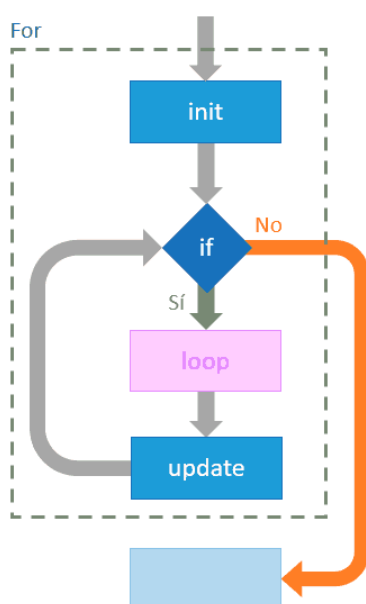 For
init
if
No
Sí
loop
update